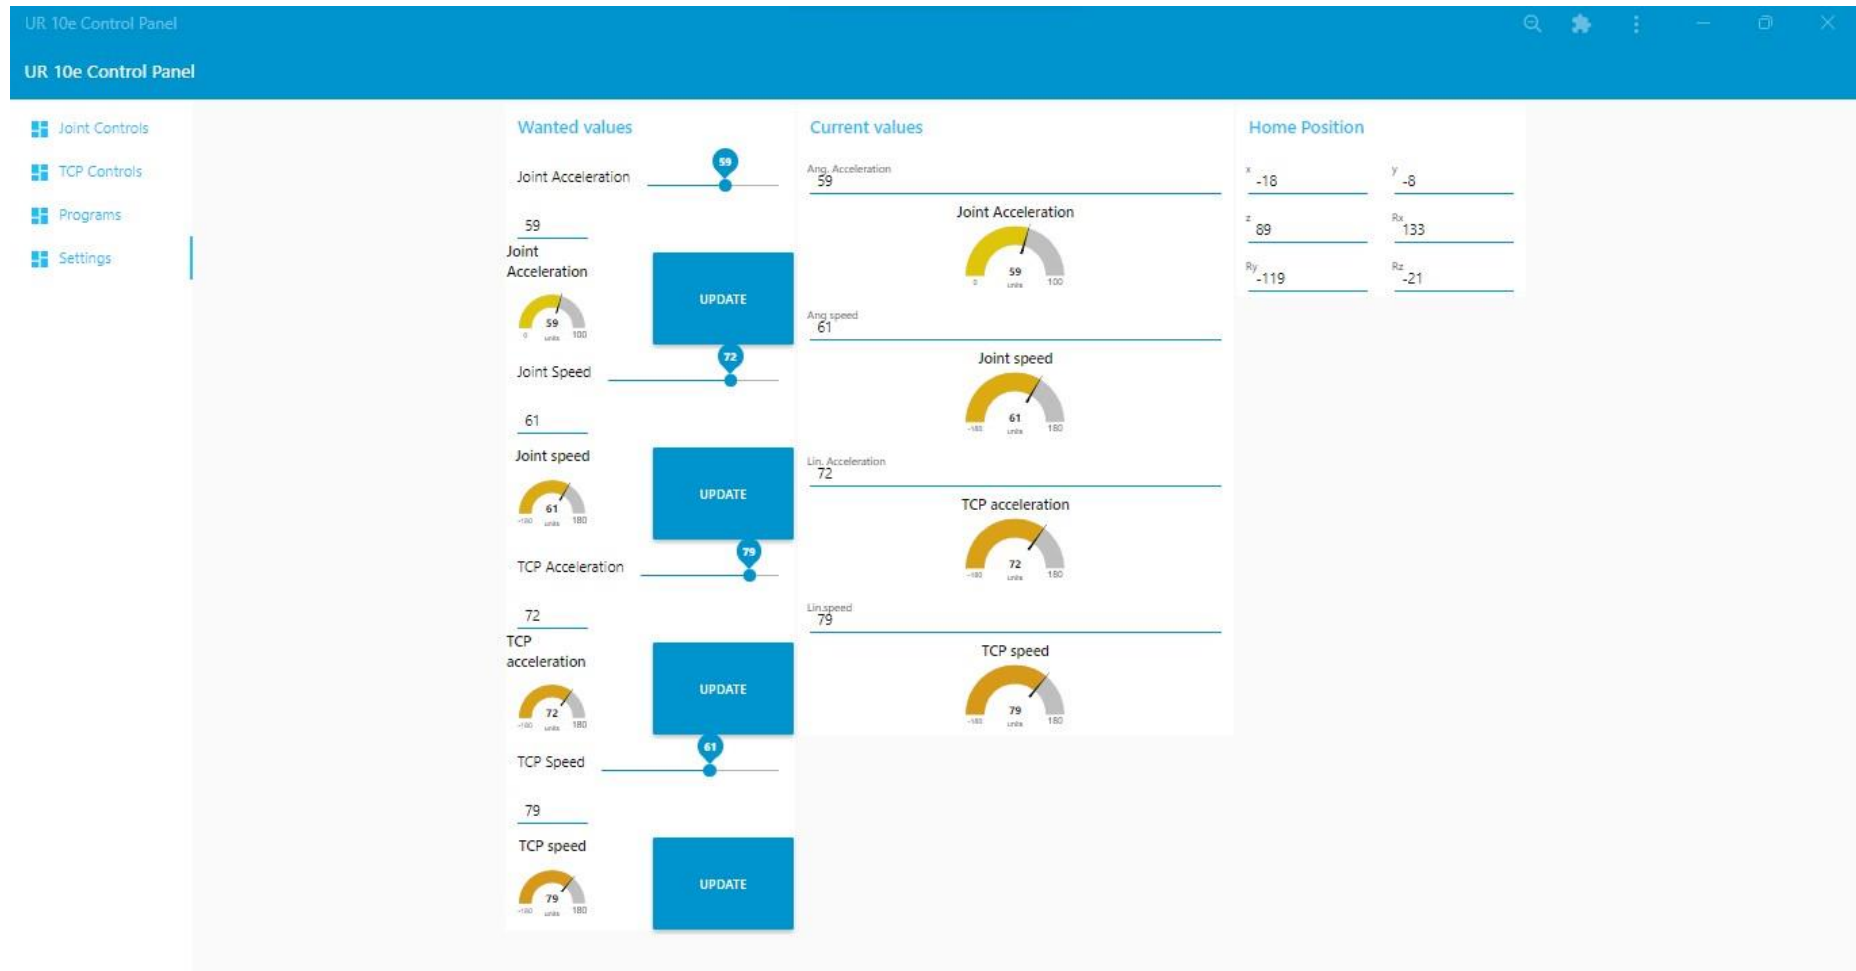 UR 10e Control Panel
UR 10e Control Panel
Joint Controls
TCP Controls
Programs
Settings
Wanted values
59
Joint Acceleration
59
Joint
Acceleration
59
0 units 100
UPDATE
72
Joint Speed
61
Joint speed
61
-180 units 180
UPDATE
79
TCP Acceleration
72
TCP
acceleration
72
-180 units 180
UPDATE
61
TCP Speed
79
TCP speed
79
-180 units 180
UPDATE
Current values
Ang. Acceleration
59
Joint Acceleration
59
0 units 100
Ang speed
61
Joint speed
61
-180 units 180
Lin. Acceleration
72
TCP acceleration
72
-180 units 180
Lin.speed
79
TCP speed
79
-180 units 180
Home Position
x -18 y -8
z 89 Rx 133
Ry -119 Rz -21